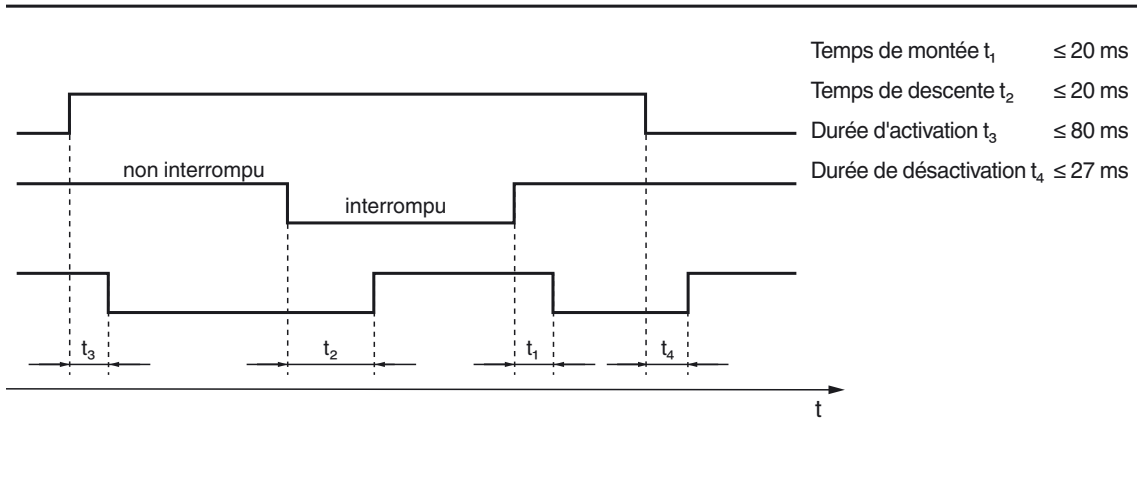 Temps de montée t₁ ≤ 20 ms
Temps de descente t₂ ≤ 20 ms
Durée d'activation t₃ ≤ 80 ms
Durée de désactivation t₄ ≤ 27 ms
non interrompu
interrompu
t₃ t₂ t₁ t₄
t